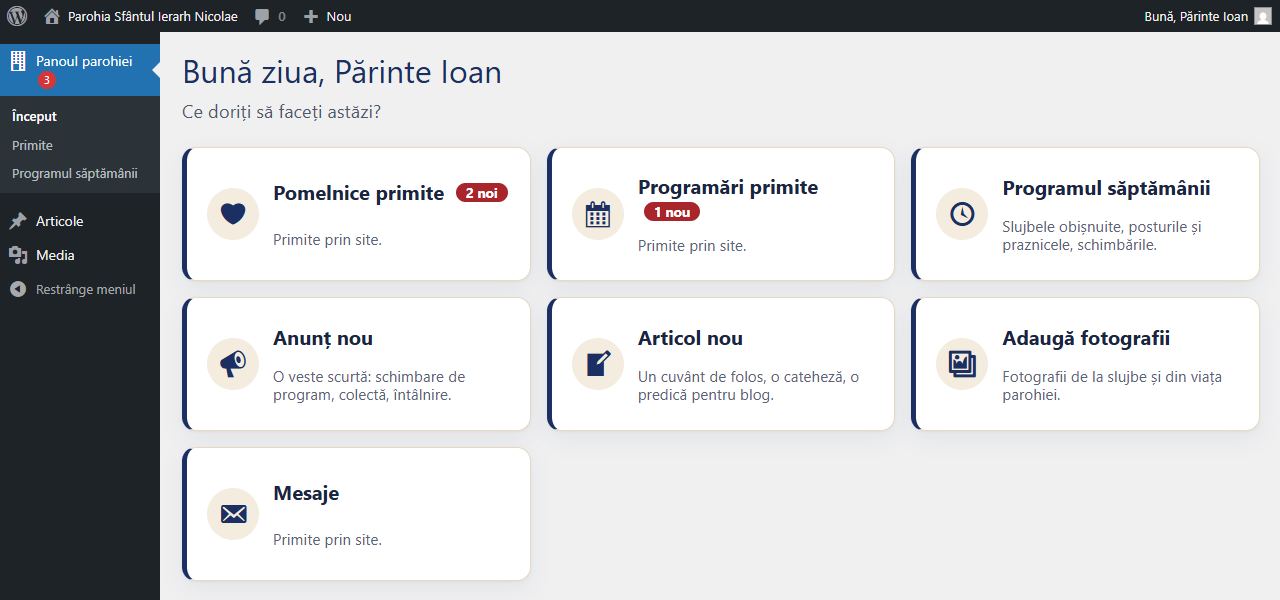 Parohia Sfântul Ierarh Nicolae 0 Nou Bună, Părinte Ioan
Panoul parohiei
3
Început
Primite
Programul săptămânii
Articole
Media
Restrânge meniul
Bună ziua, Părinte Ioan
Ce doriți să faceți astăzi?
Pomelnice primite 2 noi
Primite prin site.
Programări primite
1 nou
Primite prin site.
Programul săptămânii
Slujbele obișnuite, posturile și
praznicele, schimbările.
Anunț nou
O veste scurtă: schimbare de
program, colectă, întâlnire.
Articol nou
Un cuvânt de folos, o cateheză, o
predică pentru blog.
Adaugă fotografii
Fotografii de la slujbe și din viața
parohiei.
Mesaje
Primite prin site.